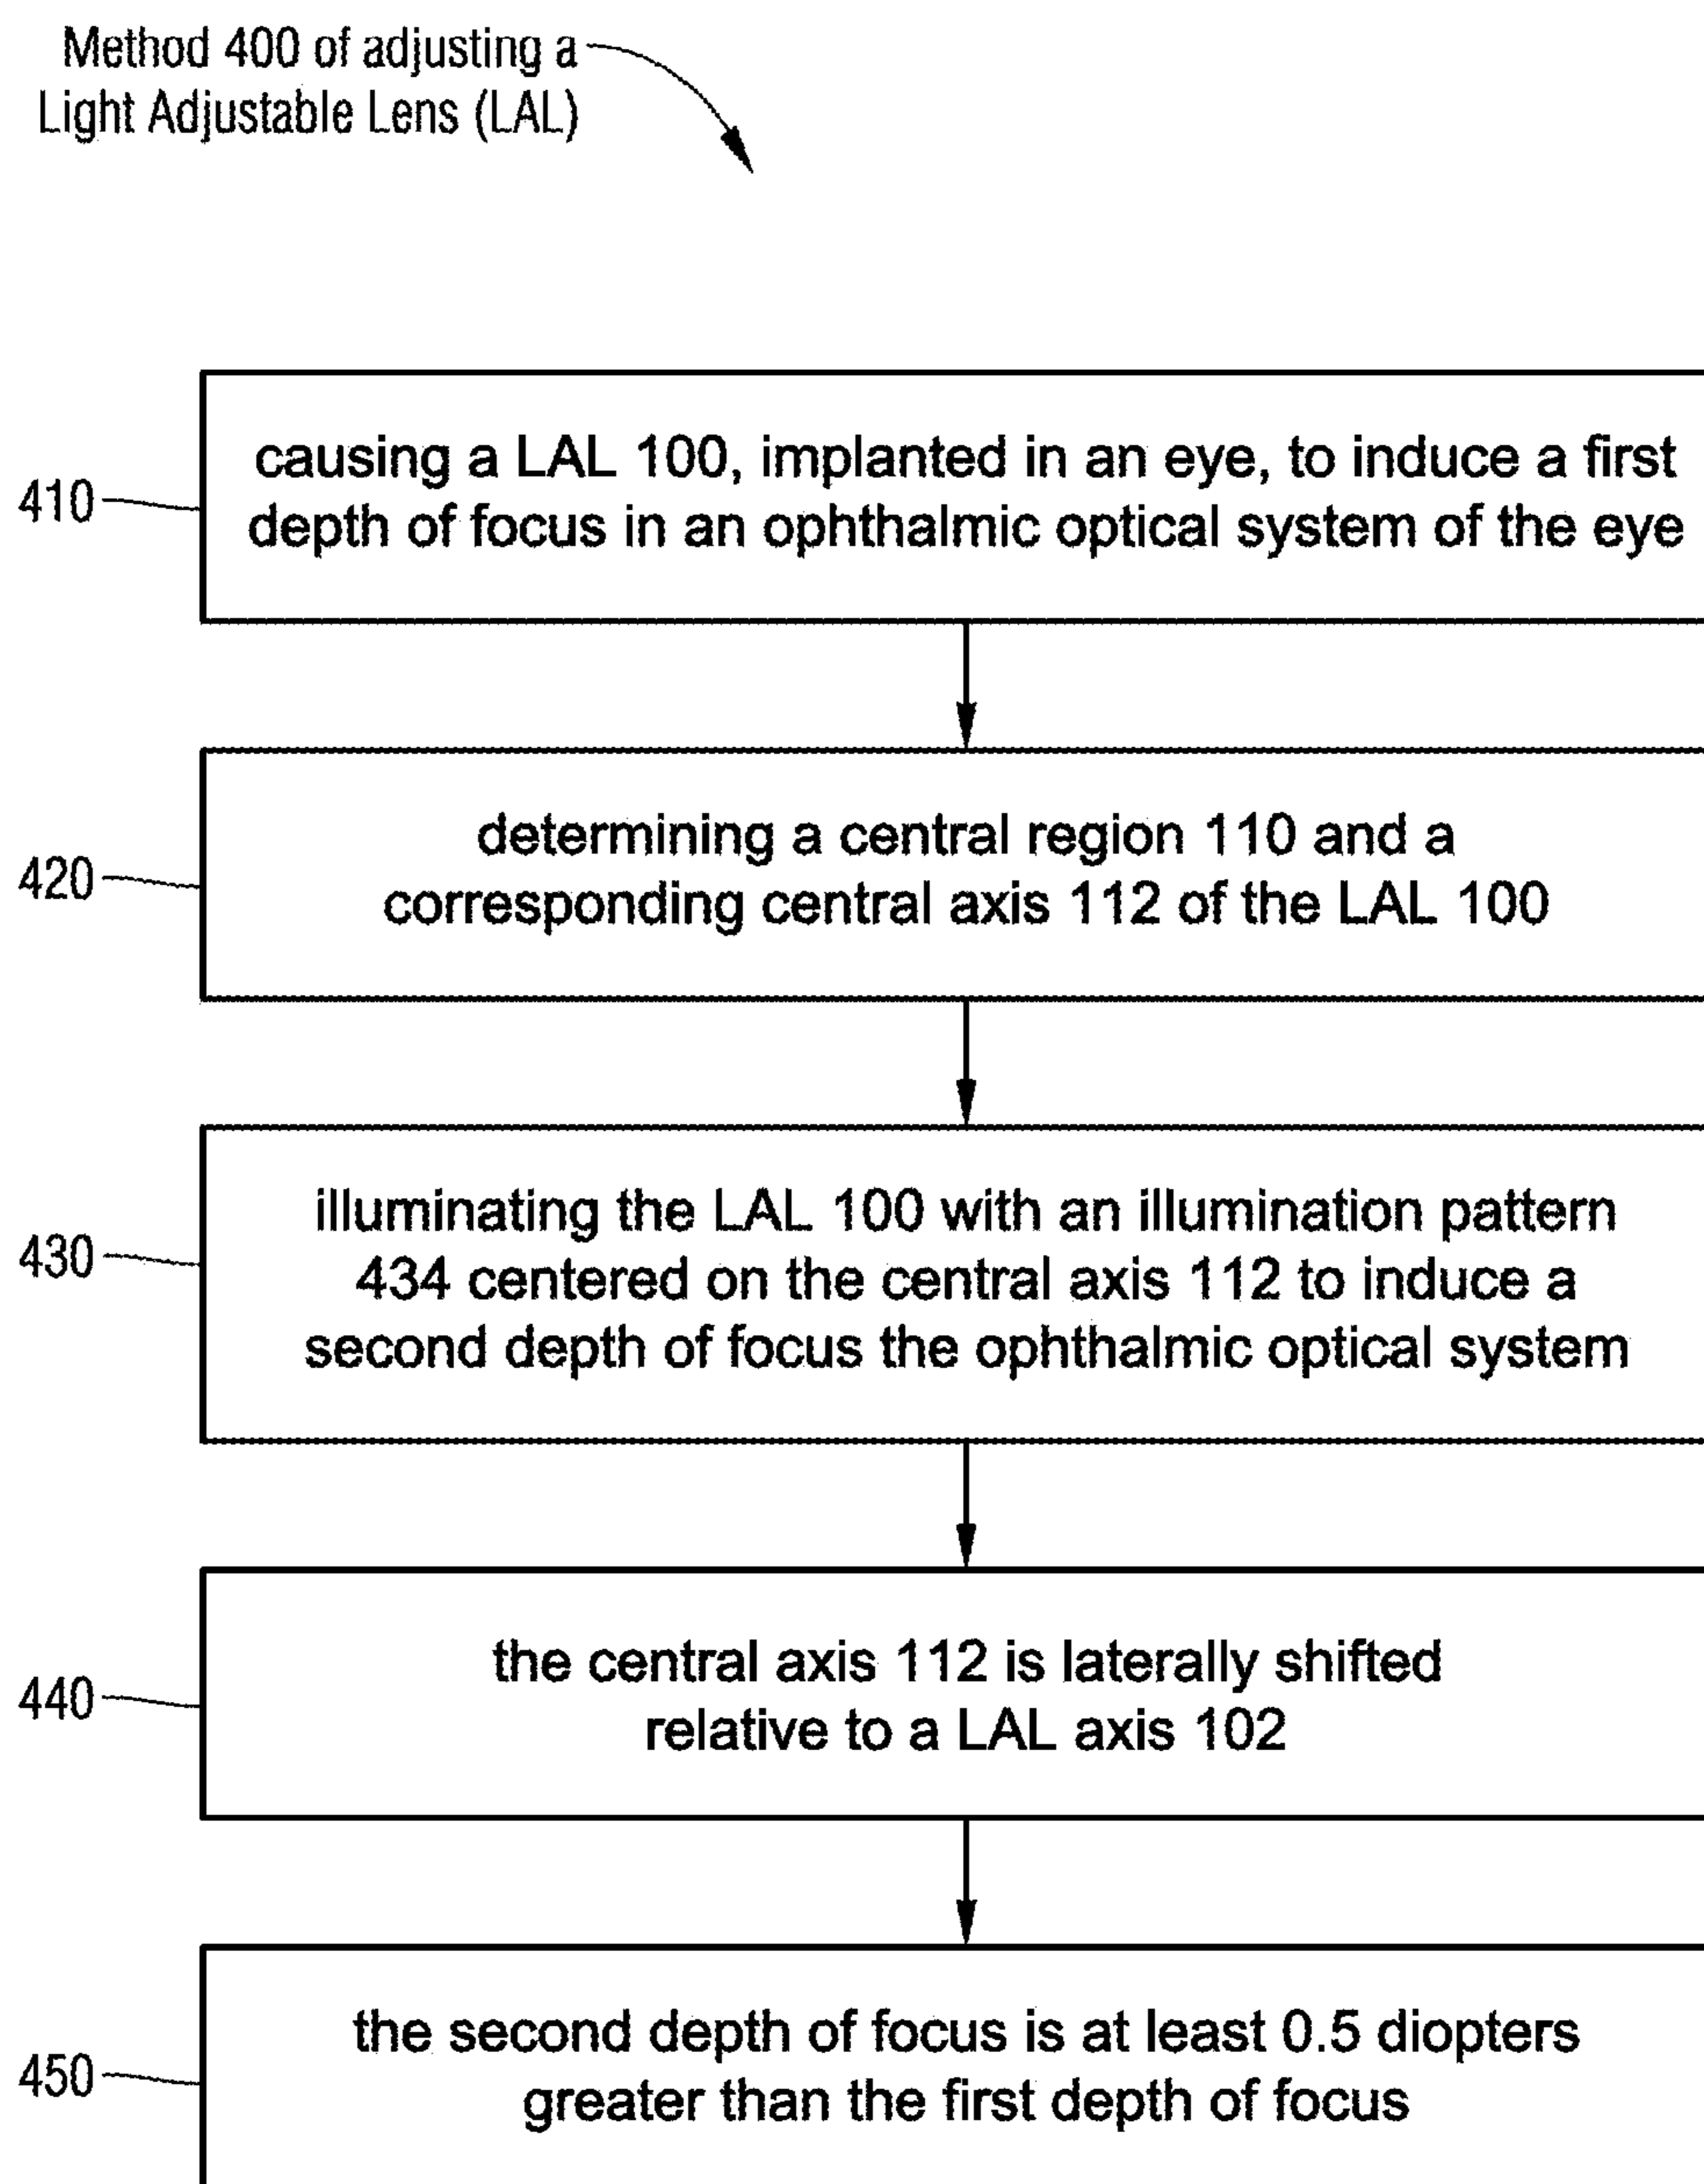 Method 400 of adjusting a
Light Adjustable Lens (LAL)
410
causing a LAL 100, implanted in an eye, to induce a first
depth of focus in an ophthalmic optical system of the eye
420
determining a central region 110 and a
corresponding central axis 112 of the LAL 100
430
illuminating the LAL 100 with an illumination pattern
434 centered on the central axis 112 to induce a
second depth of focus the ophthalmic optical system
440
the central axis 112 is laterally shifted
relative to a LAL axis 102
450
the second depth of focus is at least 0.5 diopters
greater than the first depth of focus